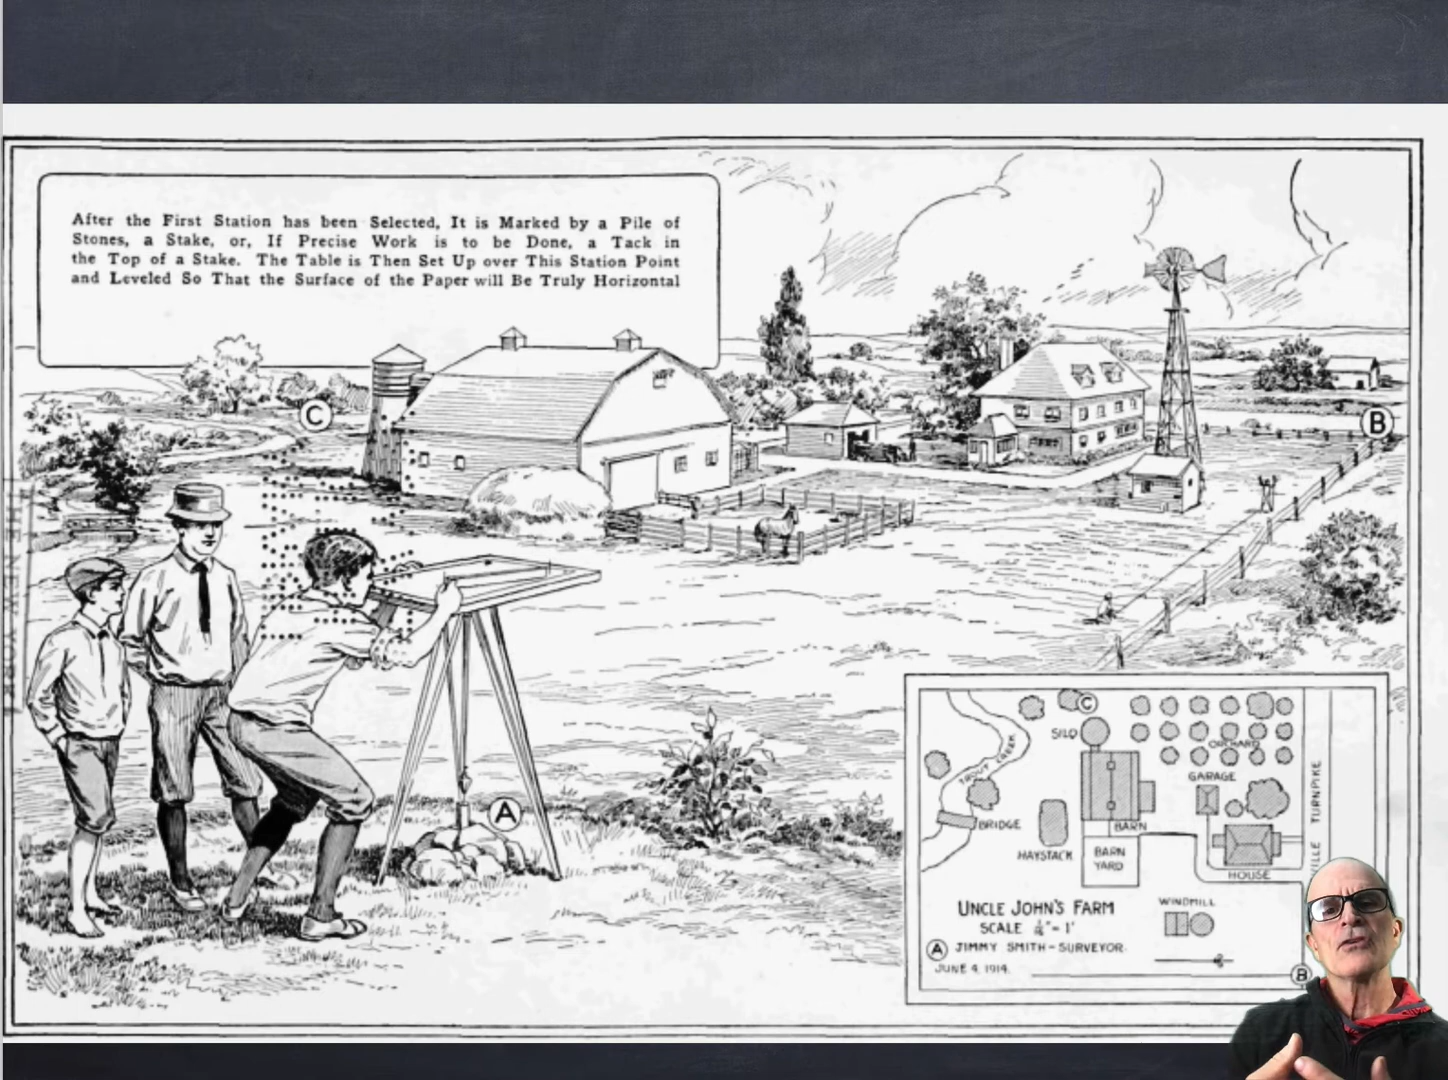 After the First Station has been Selected, It is Marked by a Pile of
Stones, a Stake, or, If Precise Work is to be Done, a Tack in
the Top of a Stake. The Table is Then Set Up over This Station Point
and Leveled So That the Surface of the Paper will Be Truly Horizontal
C
B
A
C
SILO
TROUT CREEK
ORCHARD
GARAGE
BRIDGE
BARN
HAYSTACK
BARN
YARD
HOUSE
VILLE TURNPIKE
UNCLE JOHN'S FARM
SCALE = 1'
WINDMILL
A JIMMY SMITH - SURVEYOR
JUNE 4, 1914.
B